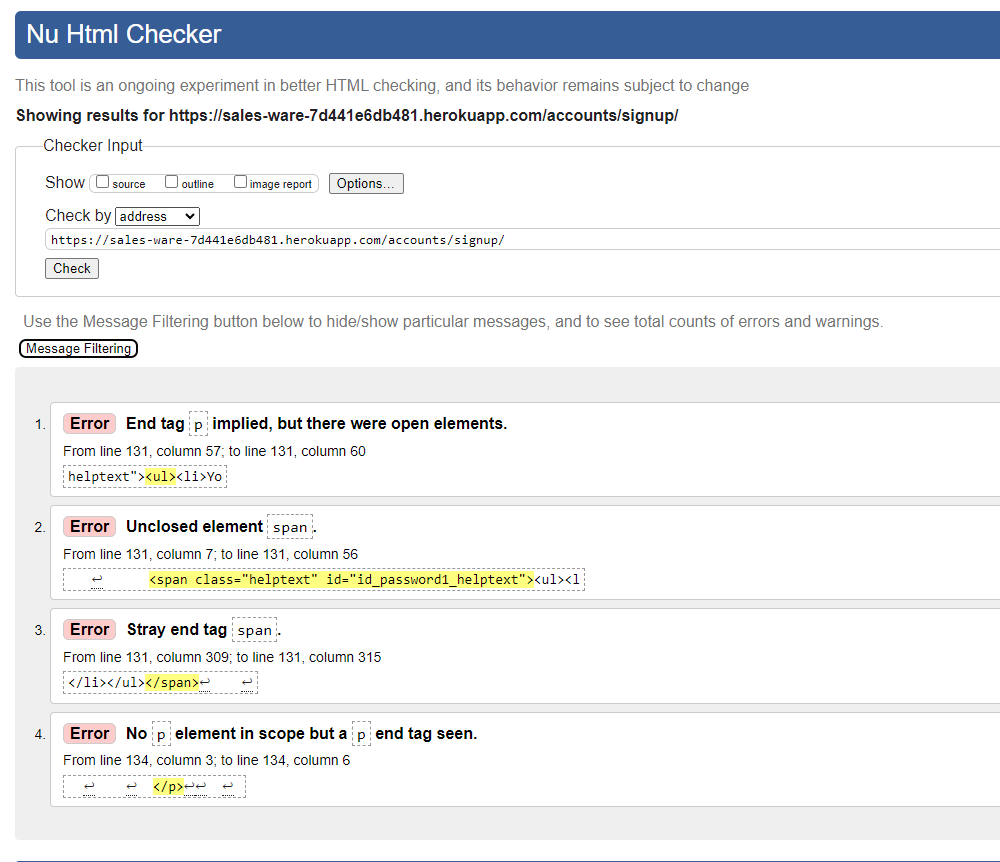 Nu Html Checker
This tool is an ongoing experiment in better HTML checking, and its behavior remains subject to change
Showing results for https://sales-ware-7d441e6db481.herokuapp.com/accounts/signup/
Checker Input
Show source outline image report Options...
Check by address
https://sales-ware-7d441e6db481.herokuapp.com/accounts/signup/
Check
Use the Message Filtering button below to hide/show particular messages, and to see total counts of errors and warnings.
Message Filtering
1. Error End tag p implied, but there were open elements.
From line 131, column 57; to line 131, column 60
helptext"><ul><li>Yo
2. Error Unclosed element span.
From line 131, column 7; to line 131, column 56
↩ <span class="helptext" id="id_password1_helptext"><ul><l
3. Error Stray end tag span.
From line 131, column 309; to line 131, column 315
</li></ul></span>↩ ↩
4. Error No p element in scope but a p end tag seen.
From line 134, column 3; to line 134, column 6
↩ ↩ </p>↩↩ ↩